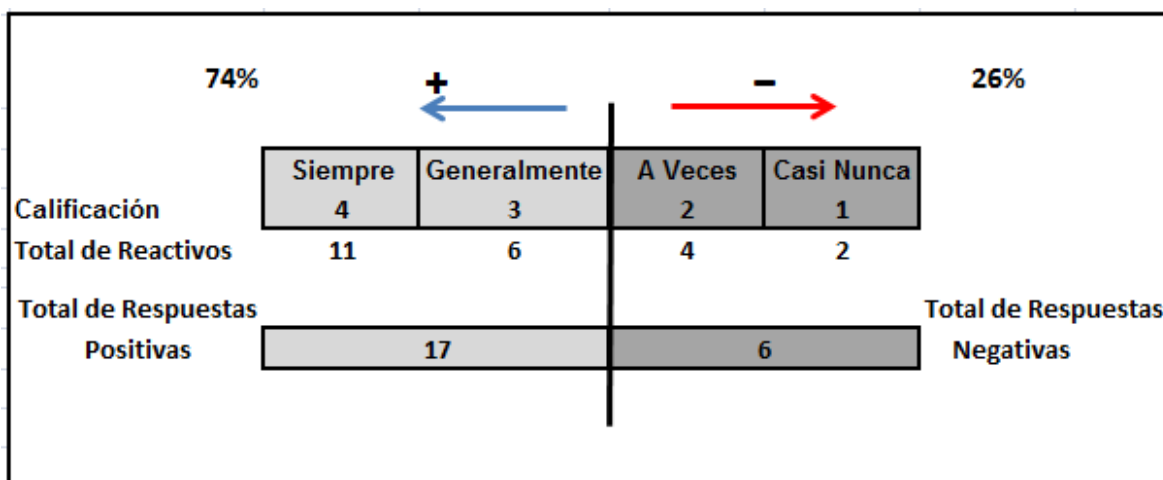 74% + – 26%
Siempre Generalmente A Veces Casi Nunca
Calificación 4 3 2 1
Total de Reactivos 11 6 4 2
Total de Respuestas Total de Respuestas
Positivas 17 6 Negativas